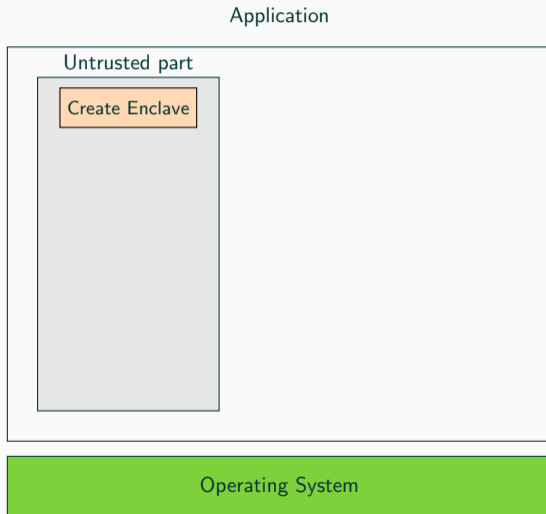 Application
Untrusted part
Create Enclave
Operating System